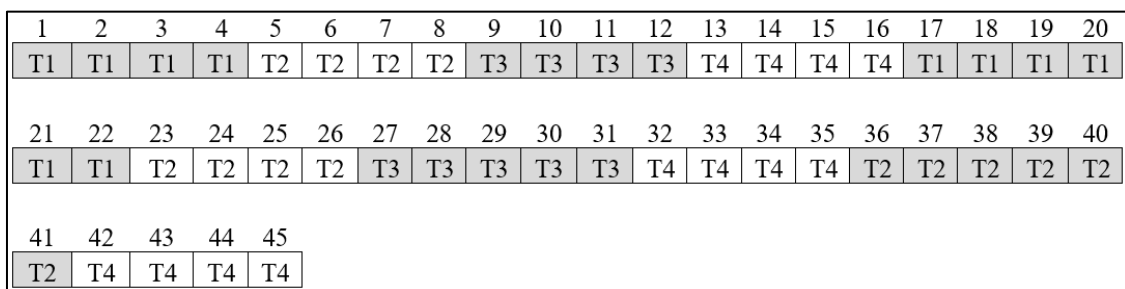 1 2 3 4 5 6 7 8 9 10 11 12 13 14 15 16 17 18 19 20
T1 T1 T1 T1 T2 T2 T2 T2 T3 T3 T3 T3 T4 T4 T4 T4 T1 T1 T1 T1
21 22 23 24 25 26 27 28 29 30 31 32 33 34 35 36 37 38 39 40
T1 T1 T2 T2 T2 T2 T3 T3 T3 T3 T3 T4 T4 T4 T4 T2 T2 T2 T2 T2
41 42 43 44 45
T2 T4 T4 T4 T4